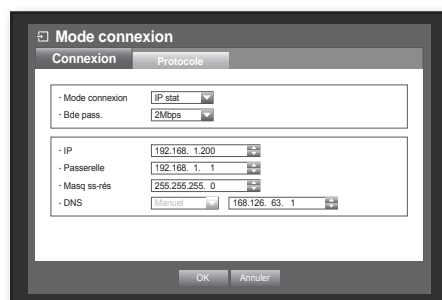 Mode connexion
Connexion Protocole
· Mode connexion IP stat
· Bde pass. 2Mbps
· IP 192.168. 1.200
· Passerelle 192.168. 1. 1
· Masq ss-rés 255.255.255. 0
· DNS Manuel 168.126. 63. 1
OK Annuler